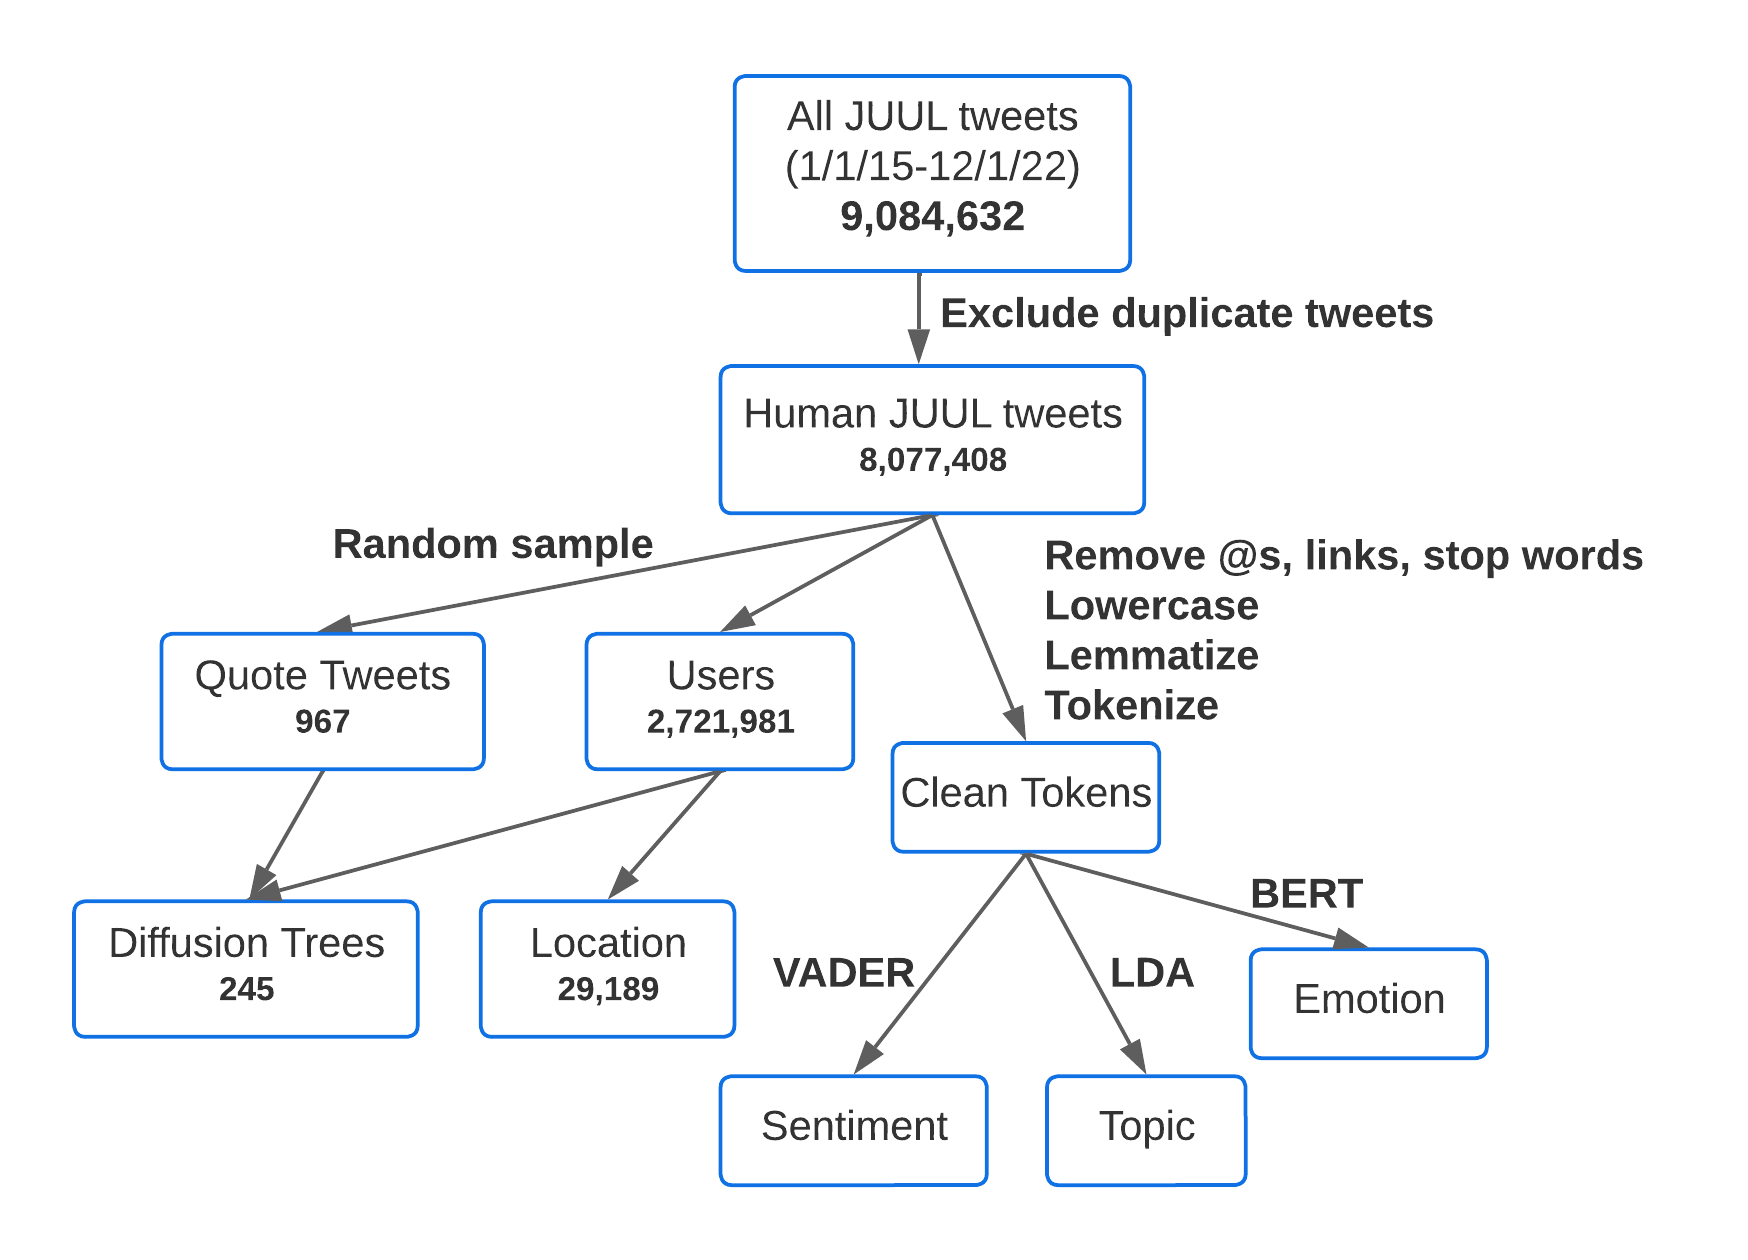 All JUUL tweets
(1/1/15-12/1/22)
9,084,632
Exclude duplicate tweets
Human JUUL tweets
8,077,408
Random sample
Remove @s, links, stop words
Lowercase
Lemmatize
Tokenize
Quote Tweets
967
Users
2,721,981
Clean Tokens
Diffusion Trees
245
Location
29,189
VADER
LDA
BERT
Emotion
Sentiment
Topic